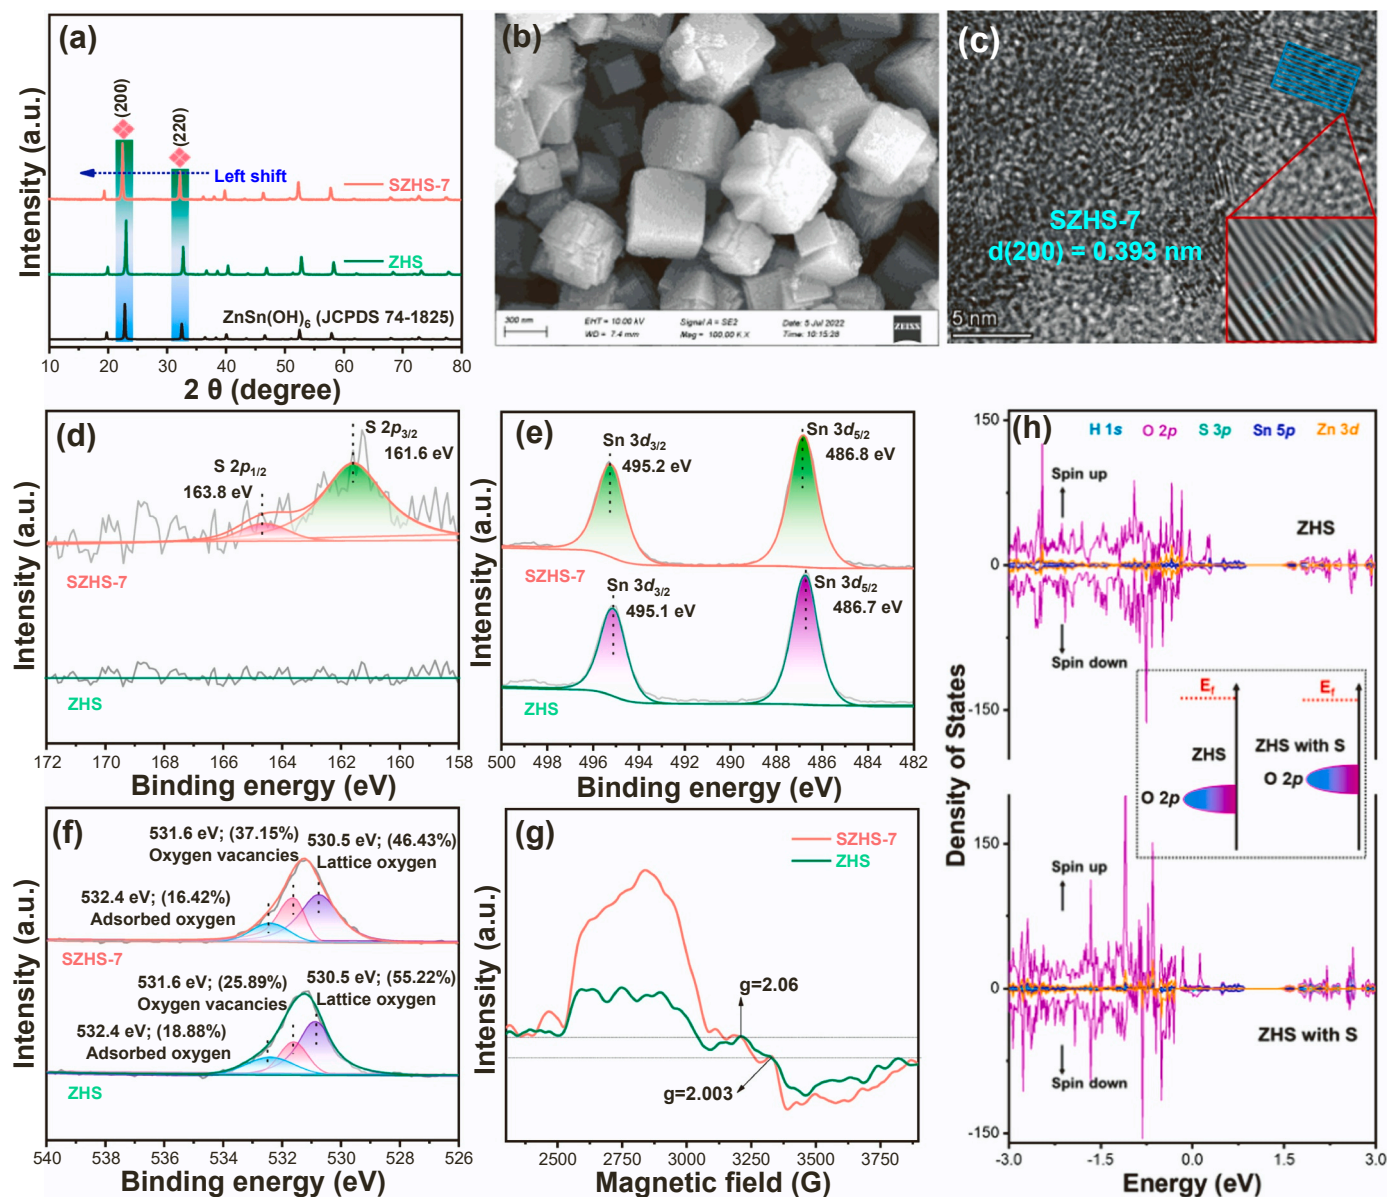 (a)
(200)
(220)
Left shift
SZHS-7
ZHS
ZnSn(OH)6 (JCPDS 74-1825)
Intensity (a.u.)
10 20 30 40 50 60 70 80
2 θ (degree)
(b)
300 nm
EHT = 10.00 kV
WD = 7.4 mm
Signal A = SE2
Mag = 100.00 K X
Date: 5 Jul 2022
Time: 10:15:28
ZEISS
(c)
SZHS-7
d(200) = 0.393 nm
5 nm
(d)
S 2p3/2
161.6 eV
S 2p1/2
163.8 eV
SZHS-7
ZHS
Intensity (a.u.)
172 170 168 166 164 162 160 158
Binding energy (eV)
(e)
Sn 3d3/2
495.2 eV
Sn 3d5/2
486.8 eV
SZHS-7
Sn 3d3/2
495.1 eV
Sn 3d5/2
486.7 eV
ZHS
Intensity (a.u.)
500 498 496 494 492 490 488 486 484 482
Binding energy (eV)
(f)
531.6 eV; (37.15%)
Oxygen vacancies
530.5 eV; (46.43%)
Lattice oxygen
532.4 eV; (16.42%)
Adsorbed oxygen
SZHS-7
531.6 eV; (25.89%)
Oxygen vacancies
530.5 eV; (55.22%)
Lattice oxygen
532.4 eV; (18.88%)
Adsorbed oxygen
ZHS
Intensity (a.u.)
540 538 536 534 532 530 528 526
Binding energy (eV)
(g)
SZHS-7
ZHS
g=2.06
g=2.003
Intensity (a.u.)
2500 2750 3000 3250 3500 3750
Magnetic field (G)
(h)
H 1s O 2p S 3p Sn 5p Zn 3d
150
Spin up
ZHS
0
Spin down
-150
Ef
ZHS
O 2p
Ef
ZHS with S
O 2p
150
Spin up
0
ZHS with S
Spin down
-150
Density of States
-3.0 -1.5 0.0 1.5 3.0
Energy (eV)